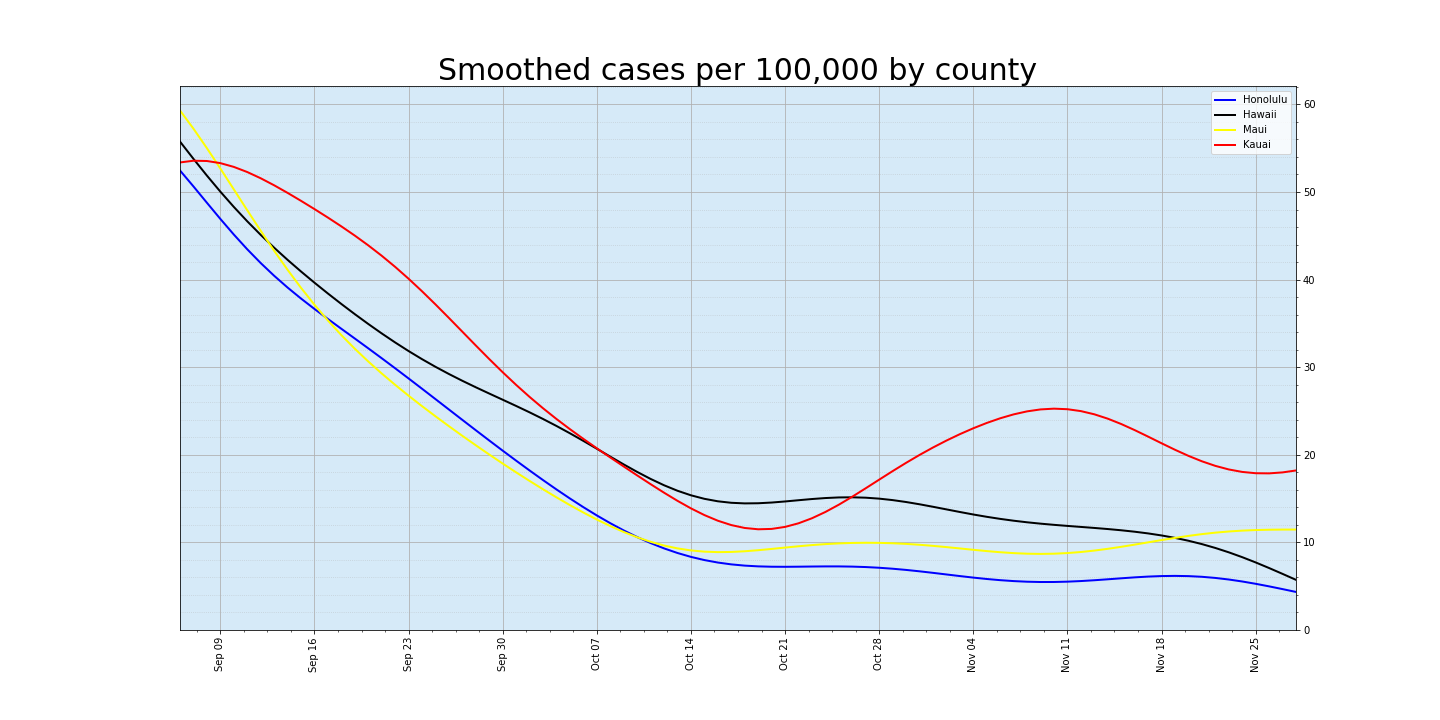 Smoothed cases per 100,000 by county
Honolulu
Hawaii
Maui
Kauai
60
50
40
30
20
10
0
Sep 09
Sep 16
Sep 23
Sep 30
Oct 07
Oct 14
Oct 21
Oct 28
Nov 04
Nov 11
Nov 18
Nov 25